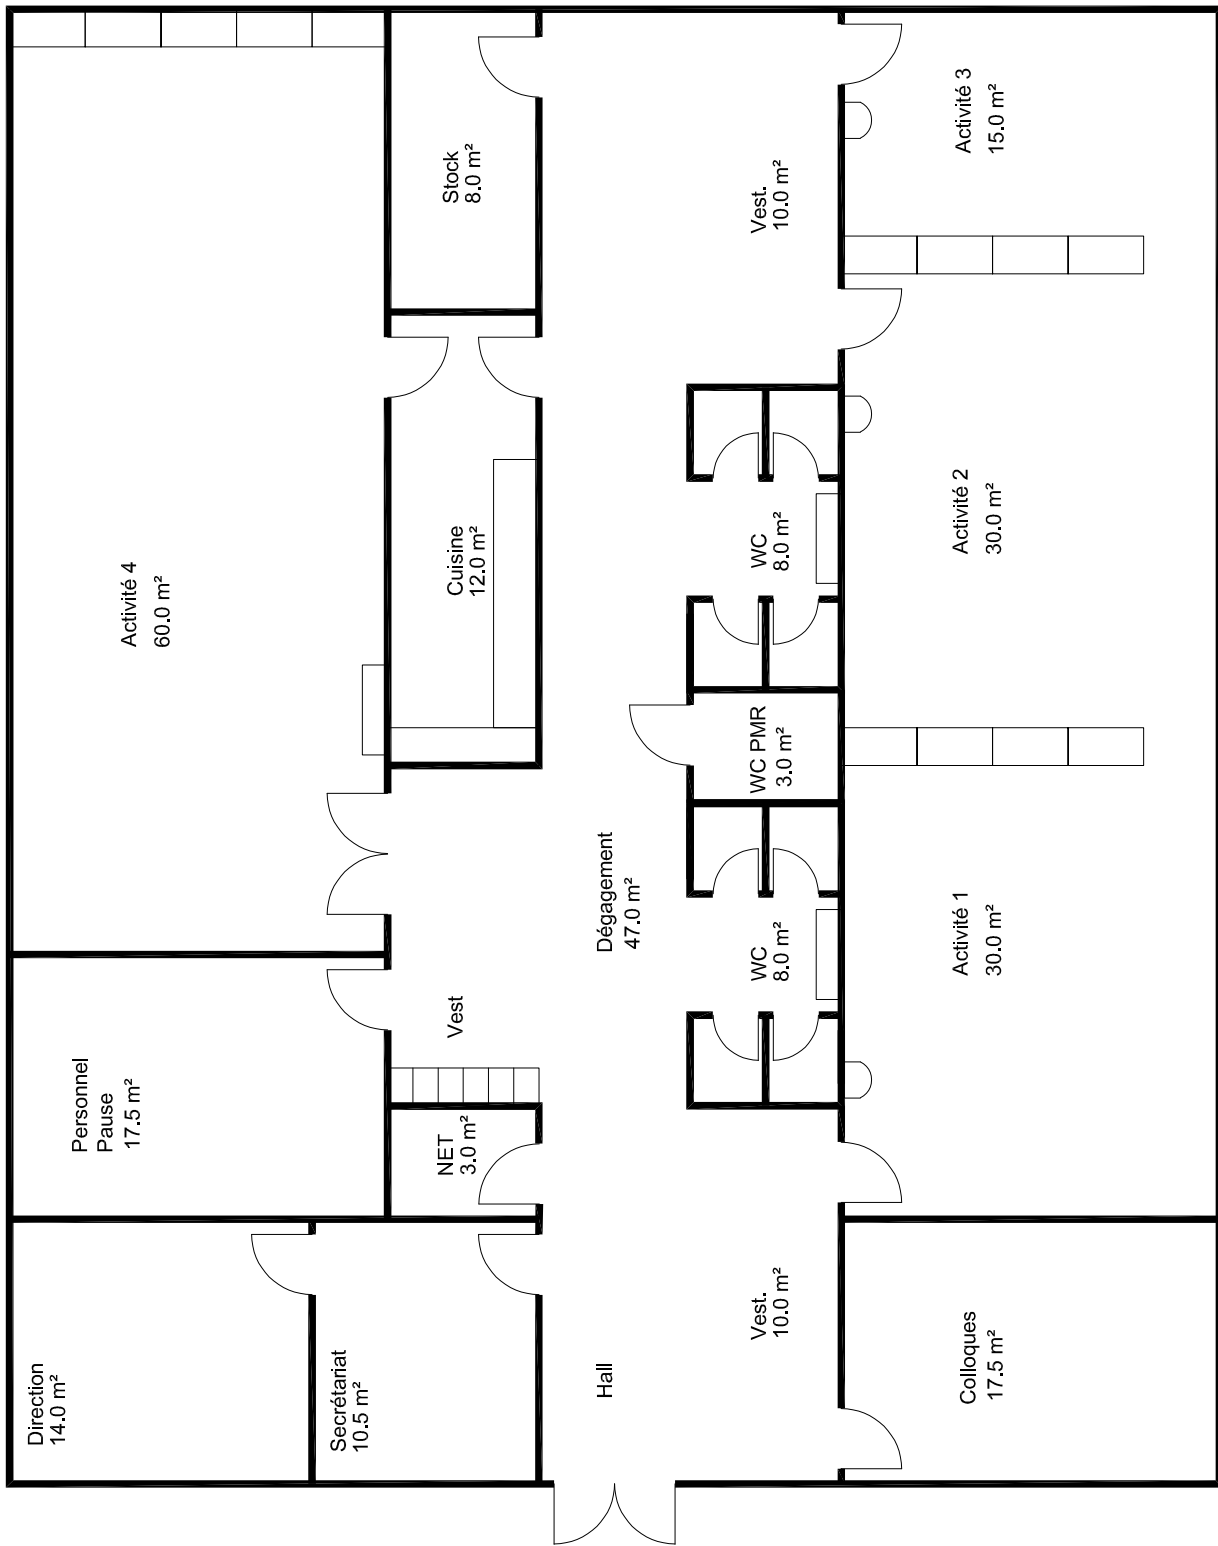 Activité 4
60.0 m²
Stock
8.0 m²
Cuisine
12.0 m²
Vest.
10.0 m²
Activité 3
15.0 m²
WC
8.0 m²
Activité 2
30.0 m²
WC PMR
3.0 m²
Dégagement
47.0 m²
WC
8.0 m²
Activité 1
30.0 m²
Vest
Personnel
Pause
17.5 m²
NET
3.0 m²
Direction
14.0 m²
Secrétariat
10.5 m²
Hall
Vest.
10.0 m²
Colloques
17.5 m²